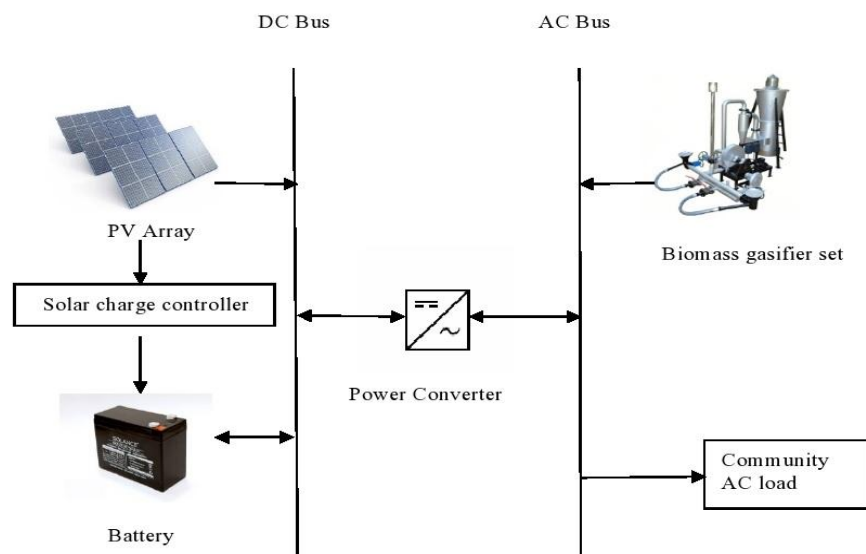 DC Bus
AC Bus
PV Array
Biomass gasifier set
Solar charge controller
Power Converter
Community
AC load
Battery